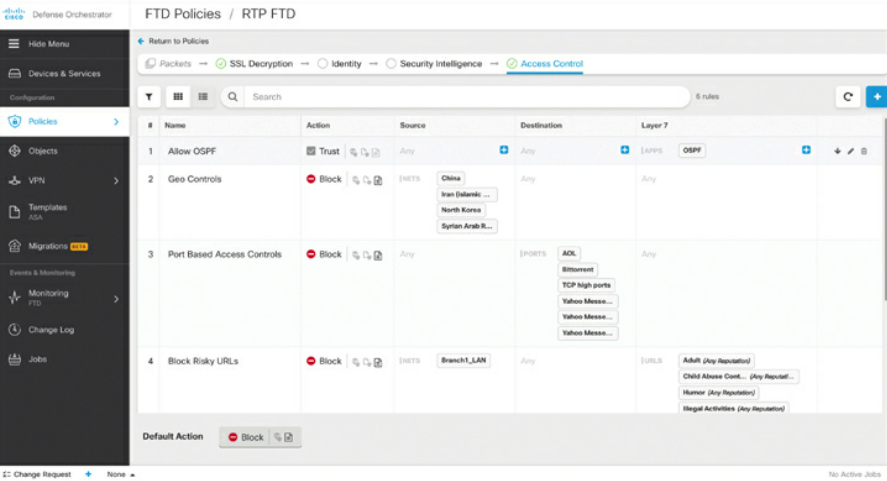 CISCO
Defense Orchestrator
FTD Policies / RTP FTD
Hide Menu
Return to Policies
Packets → SSL Decryption → Identity → Security Intelligence → Access Control
Devices & Services
Configuration
Policies
Objects
VPN
Templates
ASA
Migrations BETA
Events & Monitoring
Monitoring
FTD
Change Log
Jobs
Search
6 rules
# Name Action Source Destination Layer 7
1 Allow OSPF Trust Any Any APPS OSPF
2 Geo Controls Block NETS China Any Any
Iran (Islamic ...
North Korea
Syrian Arab R...
3 Port Based Access Controls Block Any PORTS AOL Any
Bittorrent
TCP high ports
Yahoo Messe...
Yahoo Messe...
Yahoo Messe...
4 Block Risky URLs Block NETS Branch1_LAN Any URLS Adult (Any Reputation)
Child Abuse Cont... (Any Reputati...
Humor (Any Reputation)
Illegal Activities (Any Reputation)
Default Action Block
Change Request + None
No Active Jobs